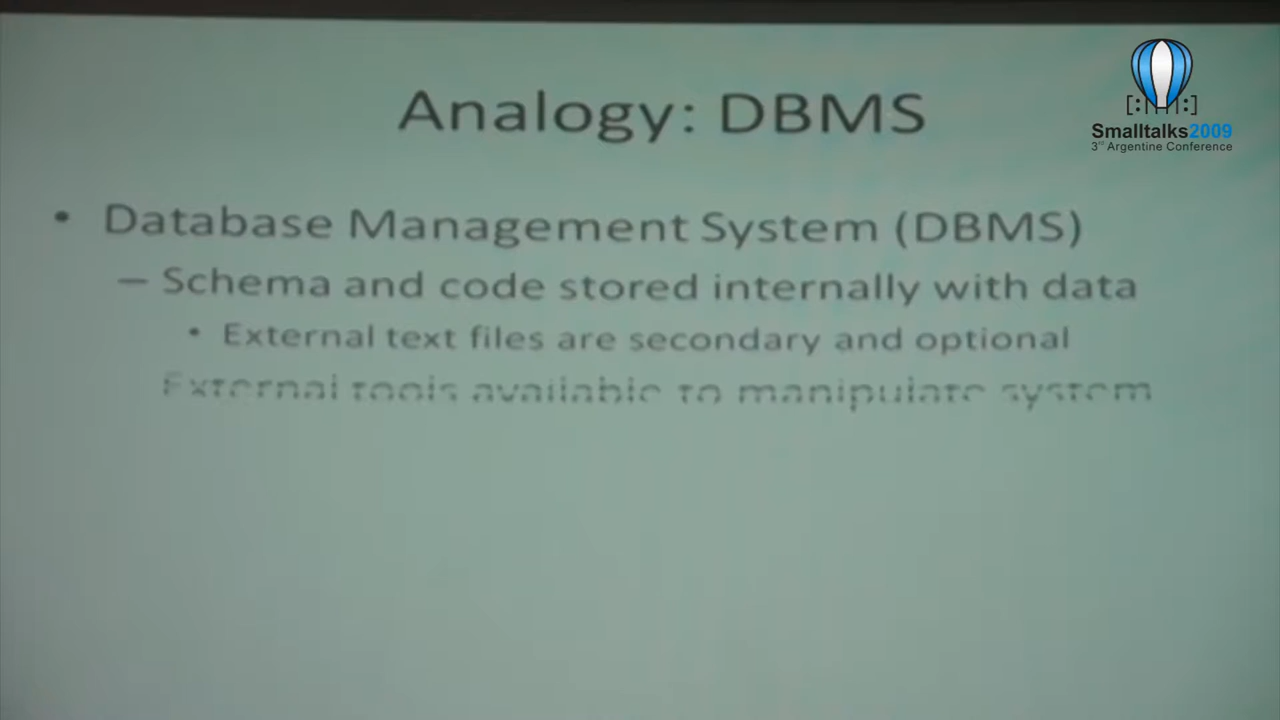 Analogy: DBMS
• Database Management System (DBMS)
– Schema and code stored internally with data
• External text files are secondary and optional
External tools available to manipulate system
[:||||:]
Smalltalks2009
3rd Argentine Conference